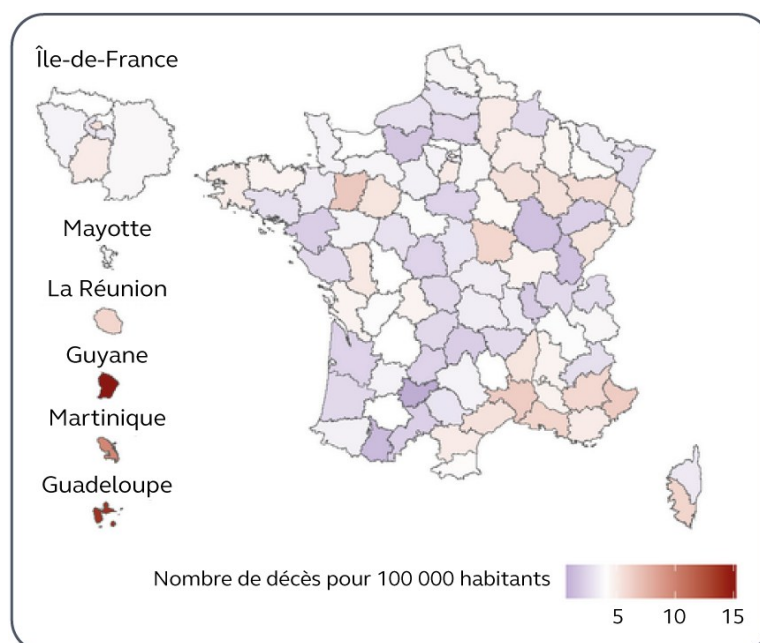 Île-de-France
Mayotte
La Réunion
Guyane
Martinique
Guadeloupe
Nombre de décès pour 100 000 habitants
5 10 15